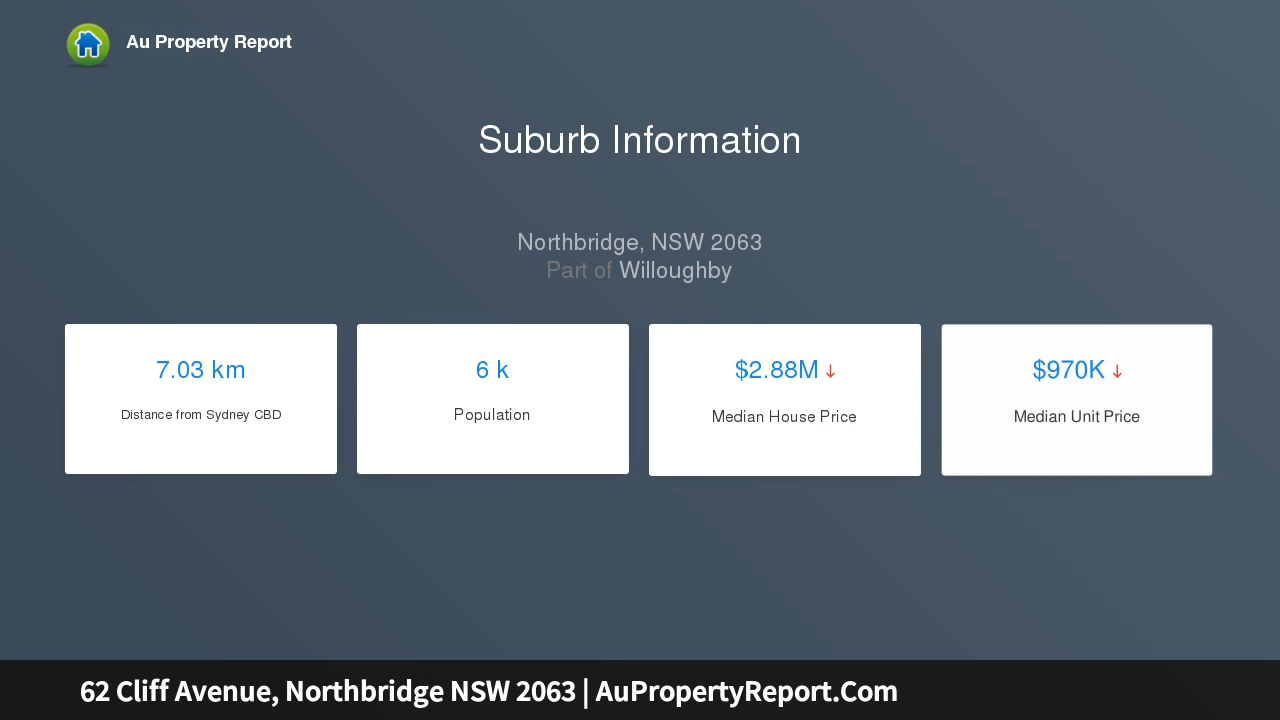 Au Property Report
Suburb Information
Northbridge, NSW 2063
Part of Willoughby
7.03 km
Distance from Sydney CBD
6 k
Population
$2.88M ↓
Median House Price
$970K ↓
Median Unit Price
62 Cliff Avenue, Northbridge NSW 2063 | AuPropertyReport.Com